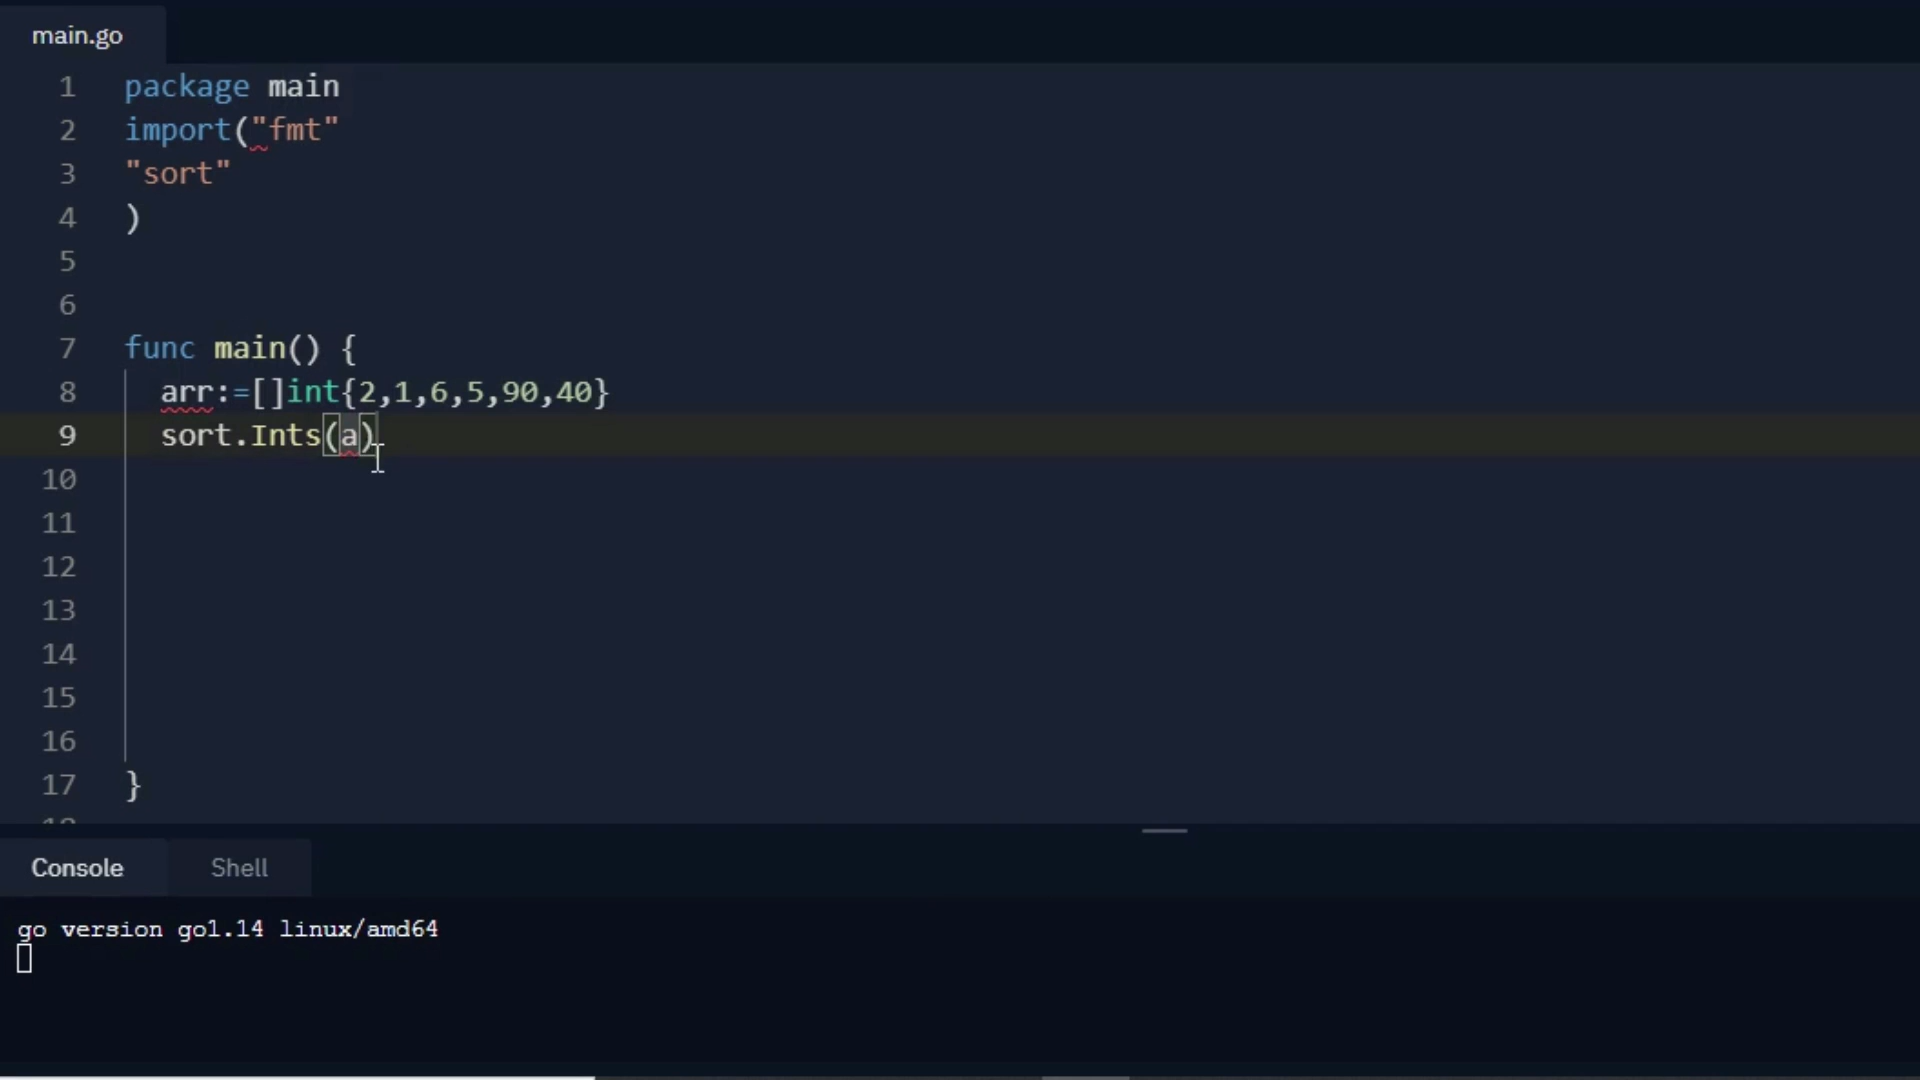 main.go
1 package main
2 import("fmt"
3 "sort"
4 )
5
6
7 func main() {
8 arr:=[]int{2,1,6,5,90,40}
9 sort.Ints(a)
10
11
12
13
14
15
16
17 }
Console Shell
go version go1.14 linux/amd64